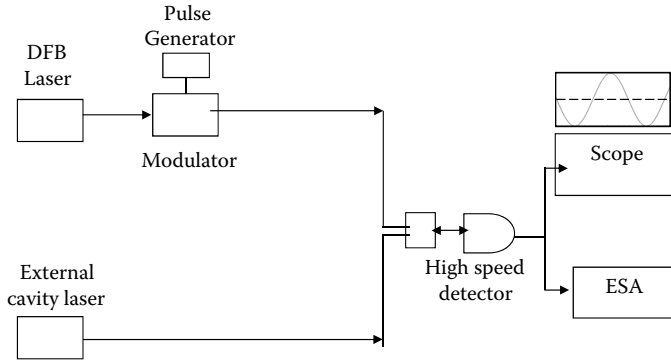 Pulse
Generator
DFB
Laser
Modulator
Scope
High speed
detector
External
cavity laser
ESA